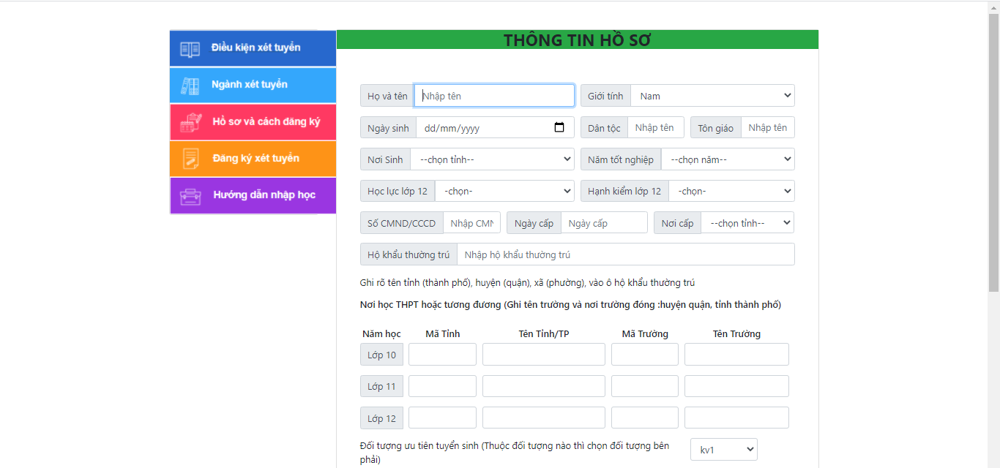 Điều kiện xét tuyển
Ngành xét tuyển
Hồ sơ và cách đăng ký
Đăng ký xét tuyển
Hướng dẫn nhập học
THÔNG TIN HỒ SƠ
Họ và tên Nhập tên Giới tính Nam
Ngày sinh dd/mm/yyyy Dân tộc Nhập tên Tôn giáo Nhập tên
Nơi Sinh --chọn tỉnh-- Năm tốt nghiệp --chọn năm--
Học lực lớp 12 -chọn- Hạnh kiểm lớp 12 -chọn-
Số CMND/CCCD Nhập CMN Ngày cấp Ngày cấp Nơi cấp --chọn tỉnh--
Hộ khẩu thường trú Nhập hộ khẩu thường trú
Ghi rõ tên tỉnh (thành phố), huyện (quận), xã (phường), vào ô hộ khẩu thường trú
Nơi học THPT hoặc tương đương (Ghi tên trường và nơi trường đóng :huyện quận, tỉnh thành phố)
Năm học Mã Tỉnh Tên Tỉnh/TP Mã Trường Tên Trường
Lớp 10
Lớp 11
Lớp 12
Đối tượng ưu tiên tuyển sinh (Thuộc đối tượng nào thì chọn đối tượng bên
phải)
kv1